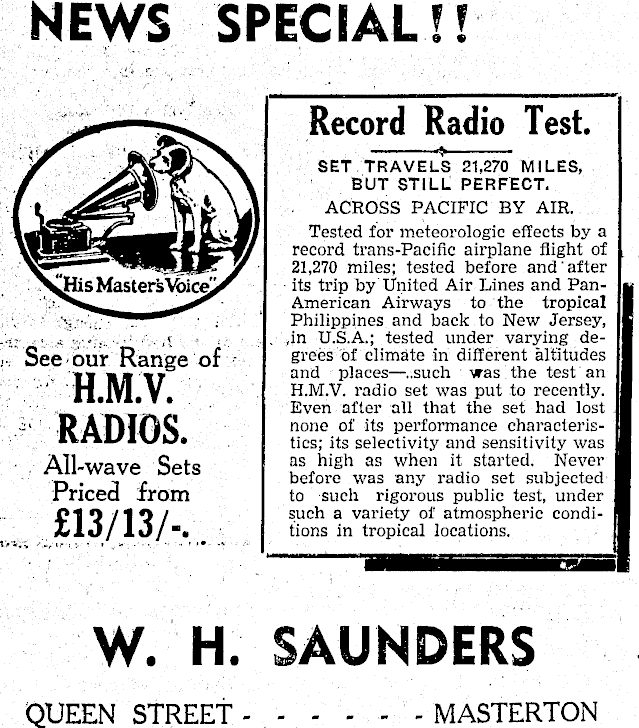 NEWS SPECIAL!!
"His Master's Voice"
See our Range of
H.M.V.
RADIOS.
All-wave Sets
Priced from
£13/13/-.
Record Radio Test.
SET TRAVELS 21,270 MILES,
BUT STILL PERFECT.
ACROSS PACIFIC BY AIR.
Tested for meteorologic effects by a
record trans-Pacific airplane flight of
21,270 miles; tested before and after
its trip by United Air Lines and Pan-
American Airways to the tropical
Philippines and back to New Jersey,
in U.S.A.; tested under varying de-
grees of climate in different altitudes
and places—such was the test an
H.M.V. radio set was put to recently.
Even after all that the set had lost
none of its performance characteris-
tics; its selectivity and sensitivity was
as high as when it started. Never
before was any radio set subjected
to such rigorous public test, under
such a variety of atmospheric condi-
tions in tropical locations.
W. H. SAUNDERS
QUEEN STREET - - - - - - MASTERTON